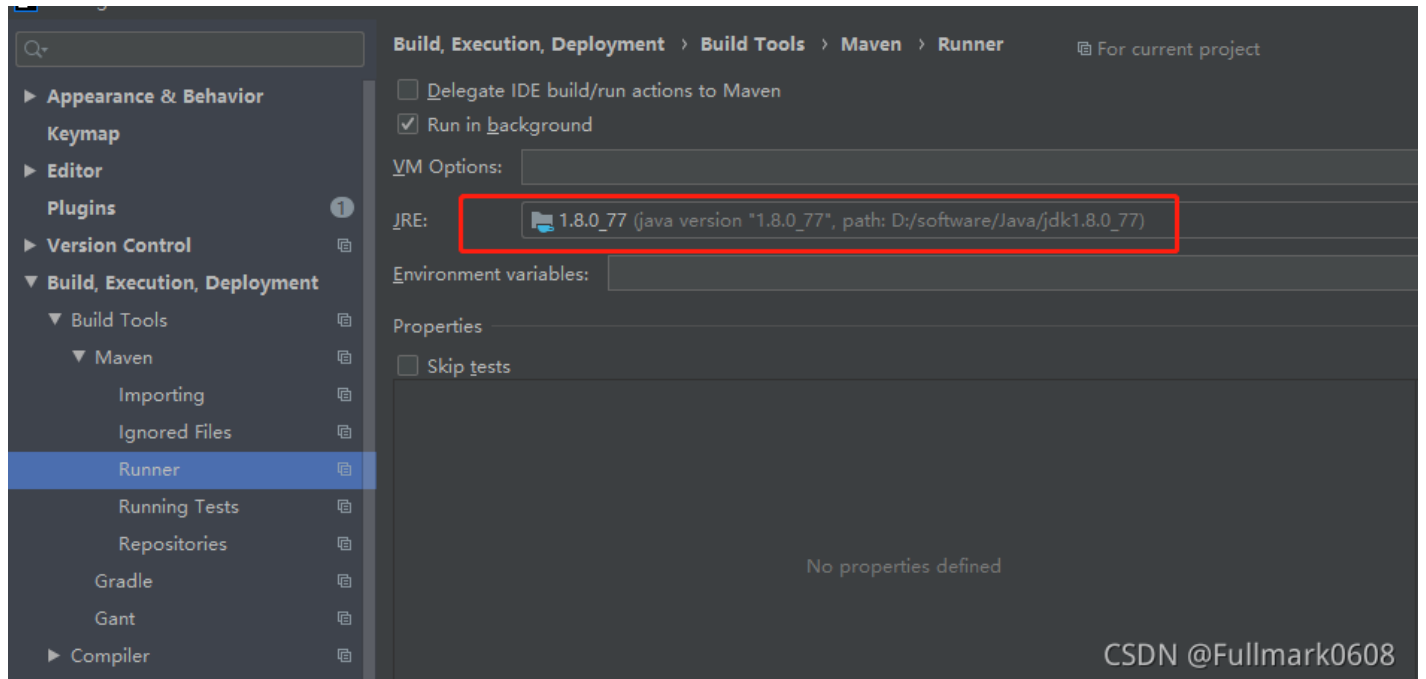 Build, Execution, Deployment › Build Tools › Maven › Runner
For current project
Appearance & Behavior
Keymap
Editor
Plugins
1
Version Control
Build, Execution, Deployment
Build Tools
Maven
Importing
Ignored Files
Runner
Running Tests
Repositories
Gradle
Gant
Compiler
Delegate IDE build/run actions to Maven
Run in background
VM Options:
JRE:
1.8.0_77 (java version "1.8.0_77", path: D:/software/Java/jdk1.8.0_77)
Environment variables:
Properties
Skip tests
No properties defined
CSDN @Fullmark0608